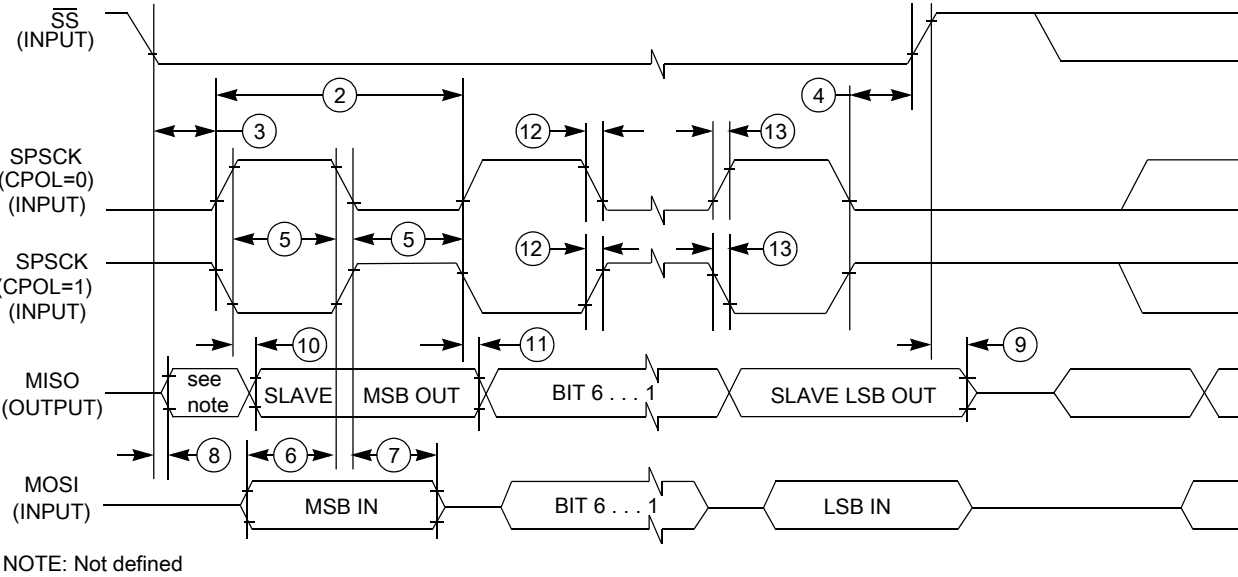 SS
(INPUT)
2
4
3
12
13
SPSCK
(CPOL=0)
(INPUT)
5
5
12
13
SPSCK
(CPOL=1)
(INPUT)
10
11
9
MISO
(OUTPUT)
see
note
SLAVE
MSB OUT
BIT 6 . . . 1
SLAVE LSB OUT
8
6
7
MOSI
(INPUT)
MSB IN
BIT 6 . . . 1
LSB IN
NOTE: Not defined